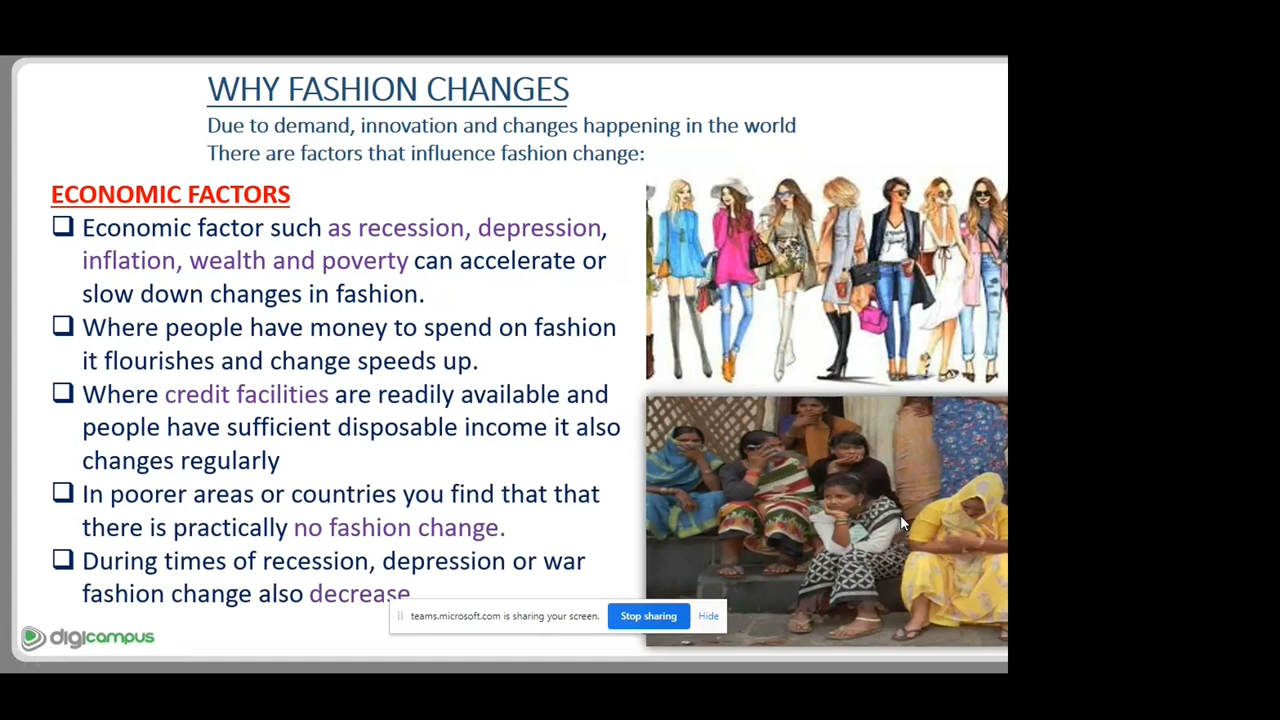 WHY FASHION CHANGES
Due to demand, innovation and changes happening in the world
There are factors that influence fashion change:
ECONOMIC FACTORS
Economic factor such as recession, depression,
inflation, wealth and poverty can accelerate or
slow down changes in fashion.
Where people have money to spend on fashion
it flourishes and change speeds up.
Where credit facilities are readily available and
people have sufficient disposable income it also
changes regularly
In poorer areas or countries you find that that
there is practically no fashion change.
During times of recession, depression or war
fashion change also decrease
teams.microsoft.com is sharing your screen. Stop sharing Hide
digicampus